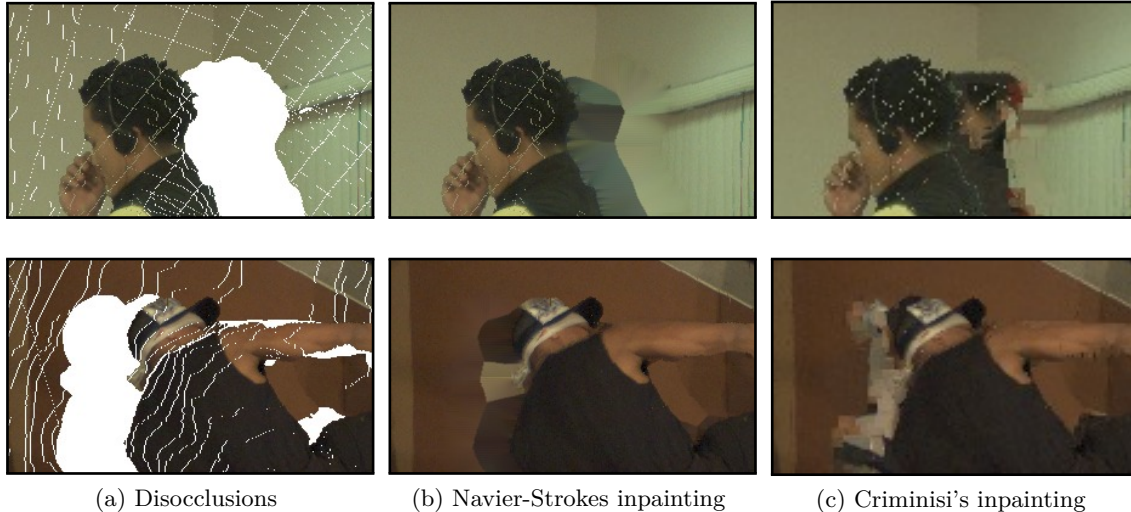 (a) Disocclusions
(b) Navier-Strokes inpainting
(c) Criminisi's inpainting